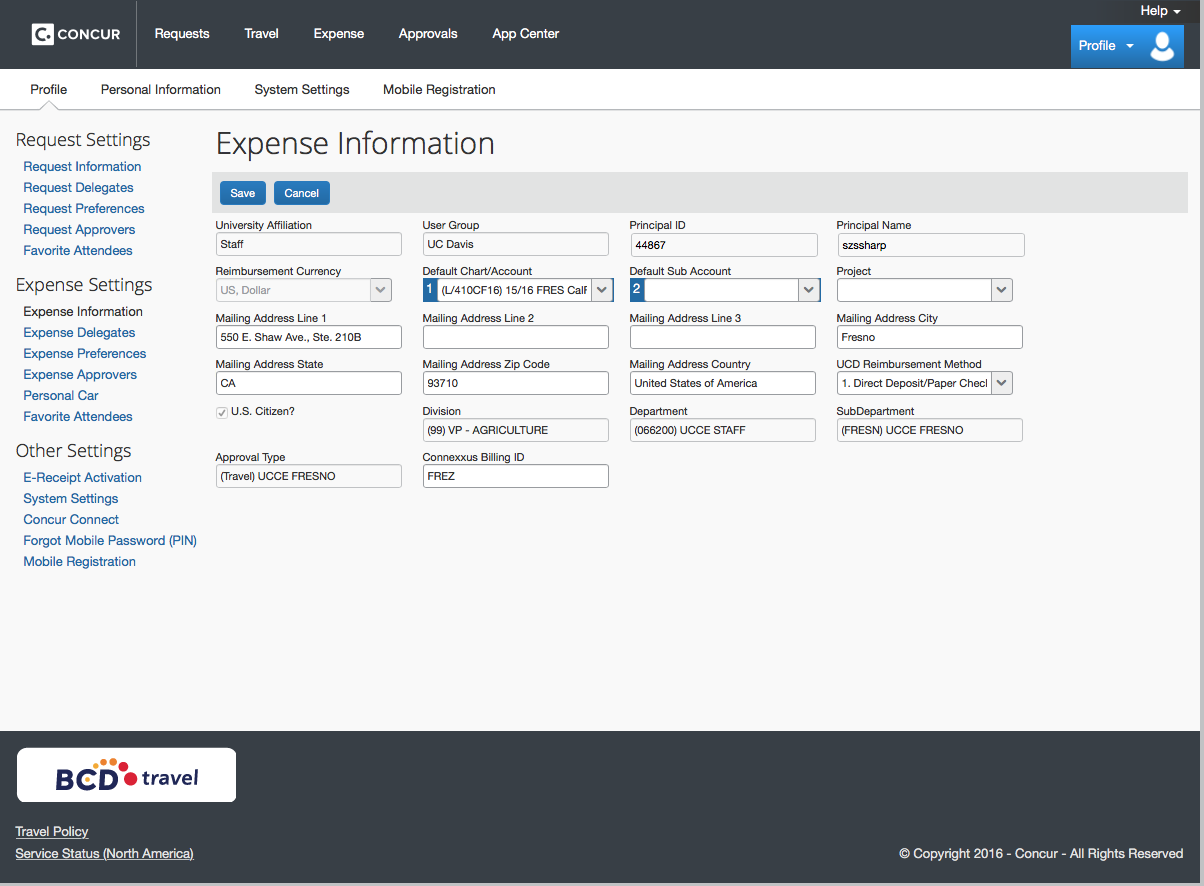 Help
CONCUR Requests Travel Expense Approvals App Center
Profile
Profile Personal Information System Settings Mobile Registration
Request Settings
Request Information
Request Delegates
Request Preferences
Request Approvers
Favorite Attendees
Expense Settings
Expense Information
Expense Delegates
Expense Preferences
Expense Approvers
Personal Car
Favorite Attendees
Other Settings
E-Receipt Activation
System Settings
Concur Connect
Forgot Mobile Password (PIN)
Mobile Registration
Expense Information
Save Cancel
University Affiliation User Group Principal ID Principal Name
Staff UC Davis 44867 szssharp
Reimbursement Currency Default Chart/Account Default Sub Account Project
US, Dollar 1 (L/410CF16) 15/16 FRES CalF 2
Mailing Address Line 1 Mailing Address Line 2 Mailing Address Line 3 Mailing Address City
550 E. Shaw Ave., Ste. 210B Fresno
Mailing Address State Mailing Address Zip Code Mailing Address Country UCD Reimbursement Method
CA 93710 United States of America 1. Direct Deposit/Paper Checl
U.S. Citizen? Division Department SubDepartment
(99) VP - AGRICULTURE (066200) UCCE STAFF (FRESN) UCCE FRESNO
Approval Type Connexxus Billing ID
(Travel) UCCE FRESNO FREZ
BCD travel
Travel Policy
Service Status (North America) © Copyright 2016 - Concur - All Rights Reserved